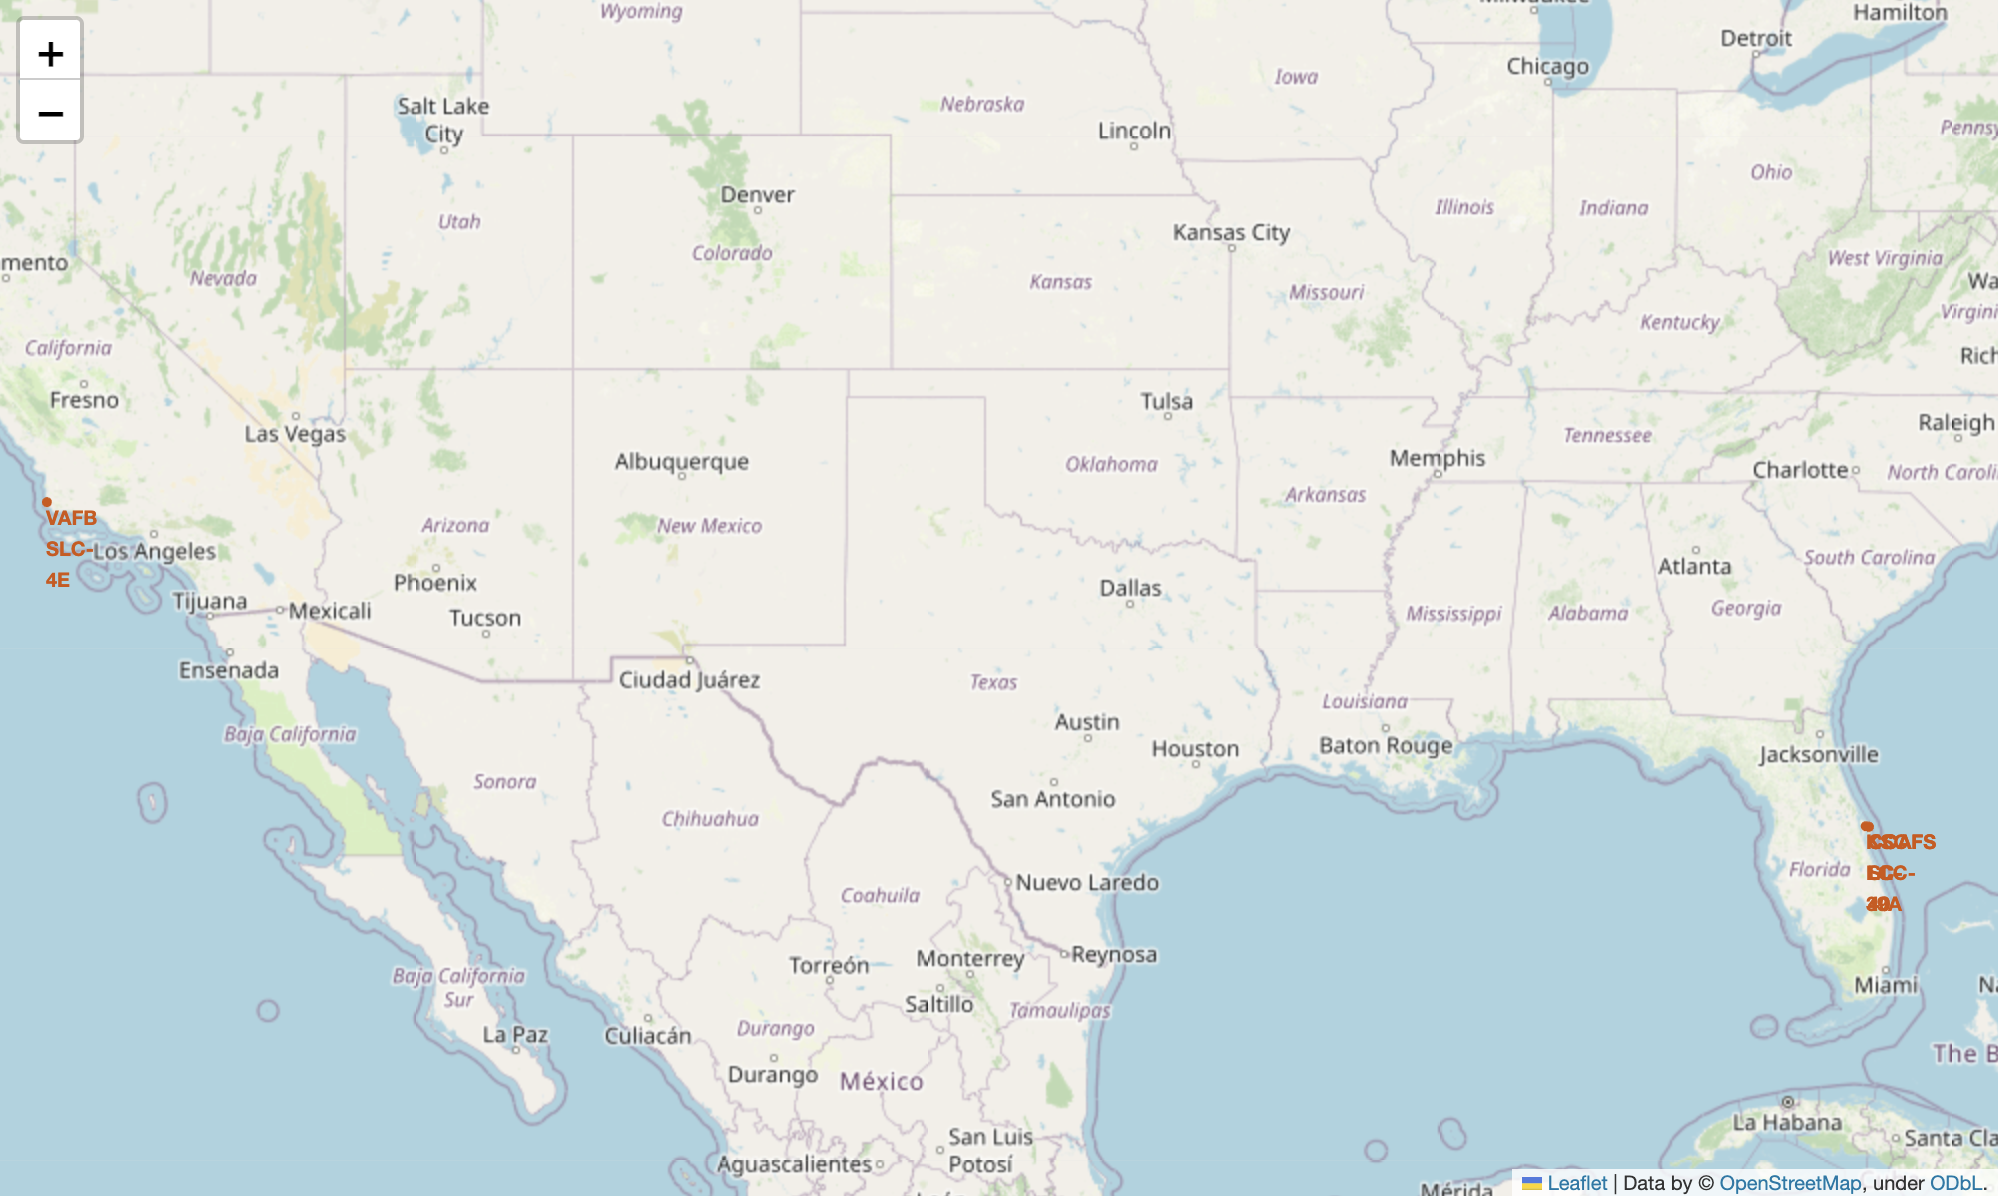 Wyoming
Milwaukee
Hamilton
Detroit
+
−
Chicago
Iowa
Salt Lake
City
Nebraska
Lincoln
Pennsy
Denver
Ohio
Utah
Illinois
Indiana
Kansas City
Colorado
West Virginia
mento
Nevada
Kansas
Missouri
Wa
Virgini
Kentucky
California
Rich
Fresno
Tulsa
Las Vegas
Raleigh
Tennessee
Albuquerque
Oklahoma
Memphis
Charlotte
North Caroli
Arkansas
VAFB
SLC-
4E
Arizona
New Mexico
Los Angeles
Atlanta
South Carolina
Phoenix
Dallas
Tijuana
Mexicali
Tucson
Mississippi
Alabama
Georgia
Ensenada
Ciudad Juárez
Texas
Louisiana
Austin
Baja California
Houston
Baton Rouge
Jacksonville
Sonora
San Antonio
Chihuahua
Florida
Nuevo Laredo
Coahuila
Torreón
Monterrey
Reynosa
Baja California
Sur
Saltillo
Tamaulipas
Miami
Na
La Paz
Culiacán
Durango
The B
Durango
México
La Habana
San Luis
Potosí
Santa Cla
Aguascalientes
Mérida
Leaflet | Data by © OpenStreetMap, under ODbL.